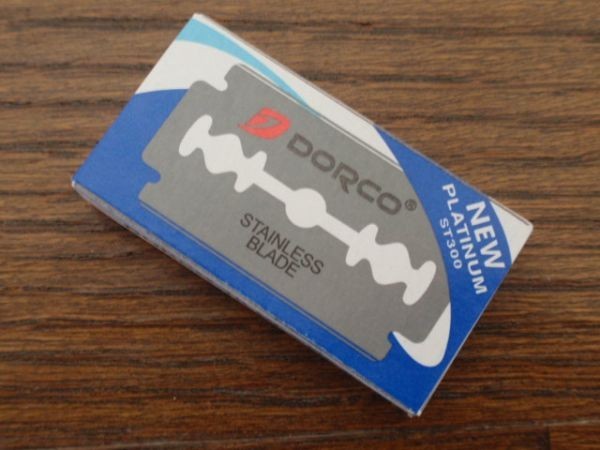 DORCO®
STAINLESS
BLADE
NEW
PLATINUM
ST300